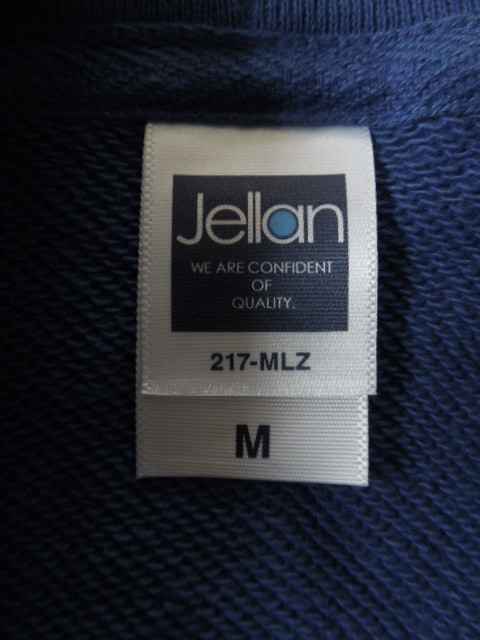 Jellan
WE ARE CONFIDENT
OF
QUALITY.
217-MLZ
M